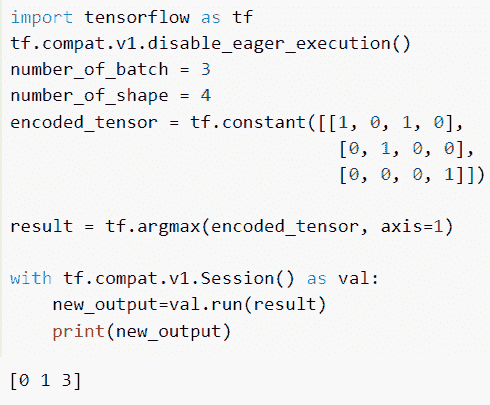 import tensorflow as tf
tf.compat.v1.disable_eager_execution()
number_of_batch = 3
number_of_shape = 4
encoded_tensor = tf.constant([[1, 0, 1, 0],
                              [0, 1, 0, 0],
                              [0, 0, 0, 1]])

result = tf.argmax(encoded_tensor, axis=1)

with tf.compat.v1.Session() as val:
    new_output=val.run(result)
    print(new_output)

[0 1 3]